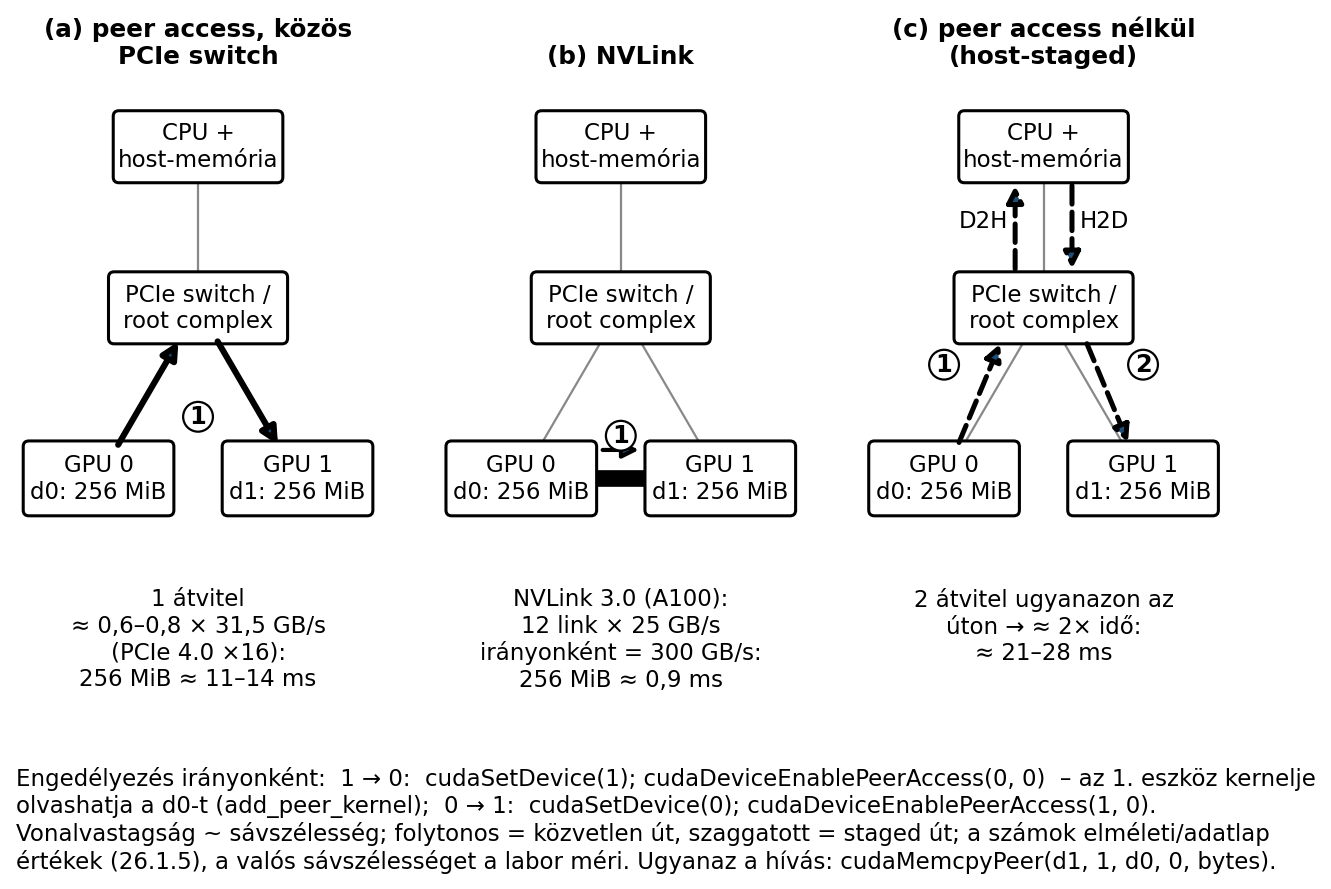 (a) peer access, közös
PCIe switch
CPU +
host-memória
PCIe switch /
root complex
1
GPU 0
d0: 256 MiB
GPU 1
d1: 256 MiB
1 átvitel
≈ 0,6–0,8 × 31,5 GB/s
(PCIe 4.0 ×16):
256 MiB ≈ 11–14 ms
(b) NVLink
CPU +
host-memória
PCIe switch /
root complex
1
GPU 0
d0: 256 MiB
GPU 1
d1: 256 MiB
NVLink 3.0 (A100):
12 link × 25 GB/s
irányonként = 300 GB/s:
256 MiB ≈ 0,9 ms
(c) peer access nélkül
(host-staged)
CPU +
host-memória
D2H
H2D
PCIe switch /
root complex
1
2
GPU 0
d0: 256 MiB
GPU 1
d1: 256 MiB
2 átvitel ugyanazon az
úton → ≈ 2× idő:
≈ 21–28 ms
Engedélyezés irányonként:  1 → 0:  cudaSetDevice(1); cudaDeviceEnablePeerAccess(0, 0)  – az 1. eszköz kernelje
olvashatja a d0-t (add_peer_kernel);  0 → 1:  cudaSetDevice(0); cudaDeviceEnablePeerAccess(1, 0).
Vonalvastagság ~ sávszélesség; folytonos = közvetlen út, szaggatott = staged út; a számok elméleti/adatlap
értékek (26.1.5), a valós sávszélességet a labor méri. Ugyanaz a hívás: cudaMemcpyPeer(d1, 1, d0, 0, bytes).